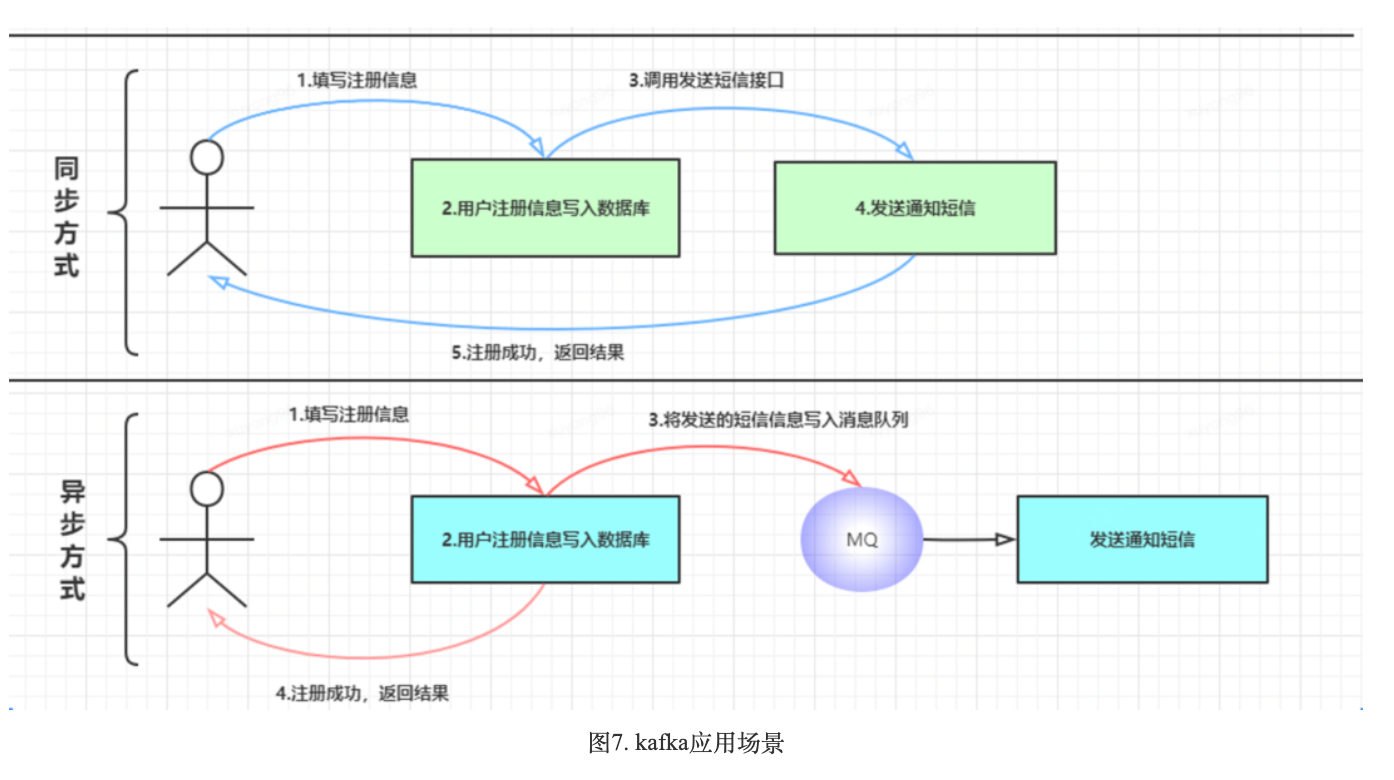 同步方式
1.填写注册信息
3.调用发送短信接口
2.用户注册信息写入数据库
4.发送通知短信
5.注册成功，返回结果
异步方式
1.填写注册信息
3.将发送的短信信息写入消息队列
2.用户注册信息写入数据库
MQ
发送通知短信
4.注册成功，返回结果
图7. kafka应用场景